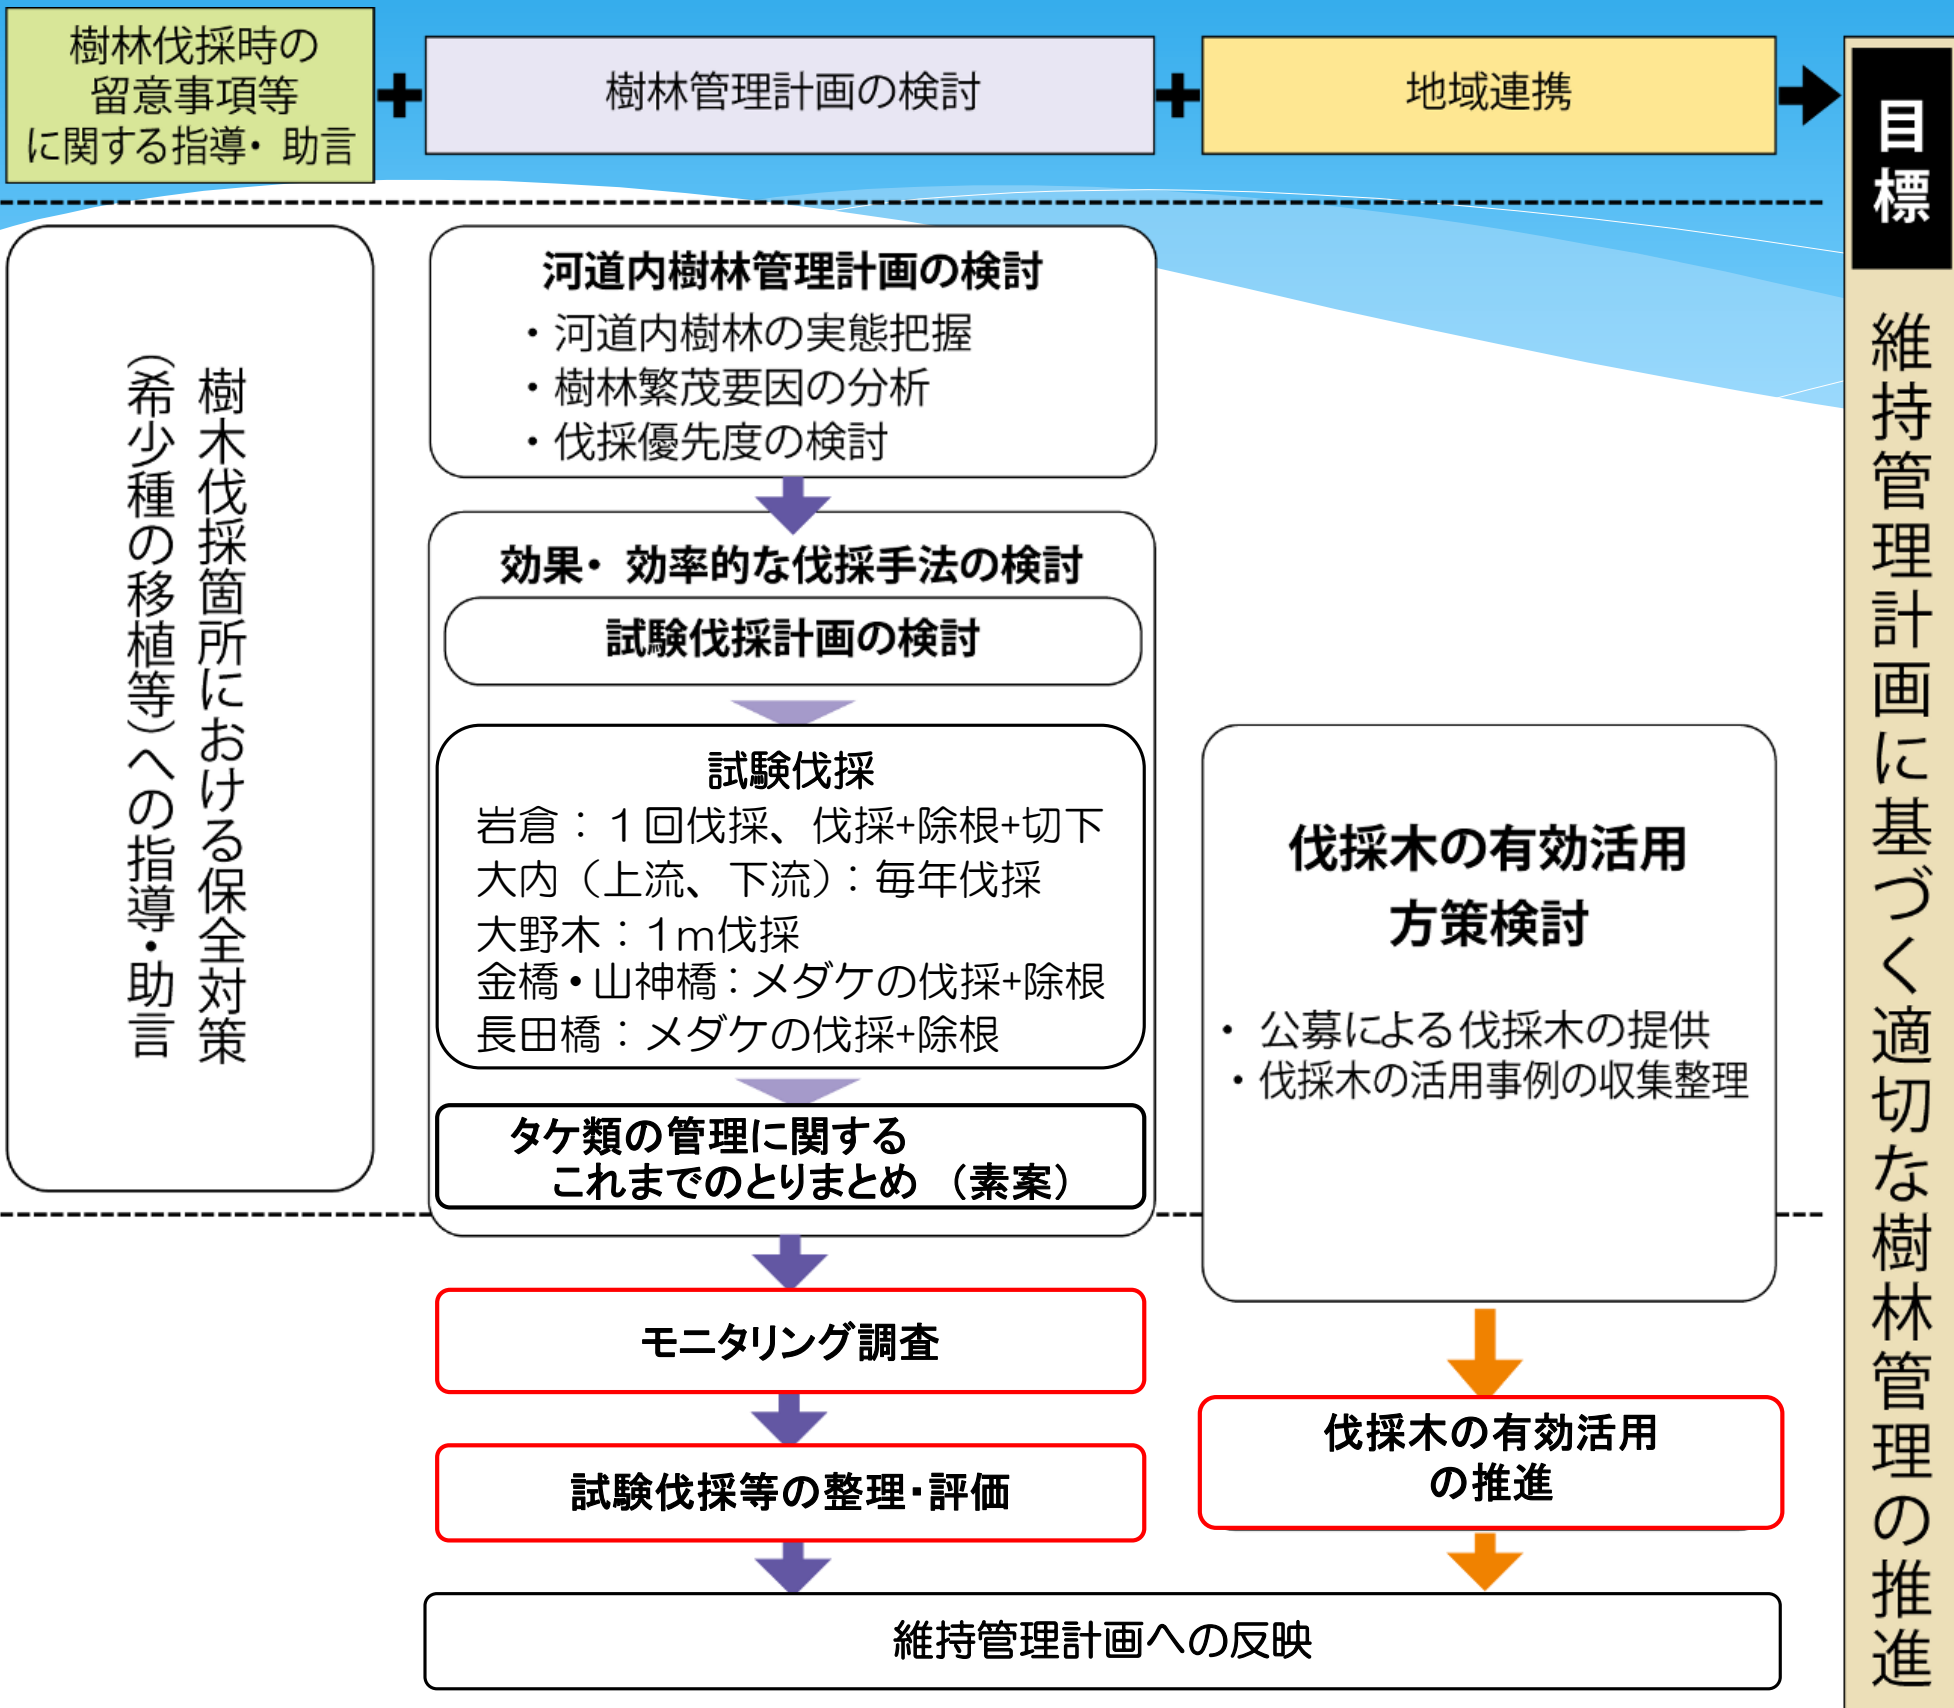 樹林伐採時の
留意事項等
に関する指導・助言
+
樹林管理計画の検討
+
地域連携
目標
維持管理計画に基づく適切な樹林管理の推進
樹木伐採箇所における保全対策
（希少種の移植等）への指導・助言
河道内樹林管理計画の検討
・河道内樹林の実態把握
・樹林繁茂要因の分析
・伐採優先度の検討
効果・効率的な伐採手法の検討
試験伐採計画の検討
試験伐採
岩倉：１回伐採、伐採+除根+切下
大内（上流、下流）：毎年伐採
大野木：1m伐採
金橋・山神橋：メダケの伐採+除根
長田橋：メダケの伐採+除根
タケ類の管理に関する
これまでのとりまとめ （素案）
モニタリング調査
試験伐採等の整理・評価
伐採木の有効活用
方策検討
・ 公募による伐採木の提供
・伐採木の活用事例の収集整理
伐採木の有効活用
の推進
維持管理計画への反映